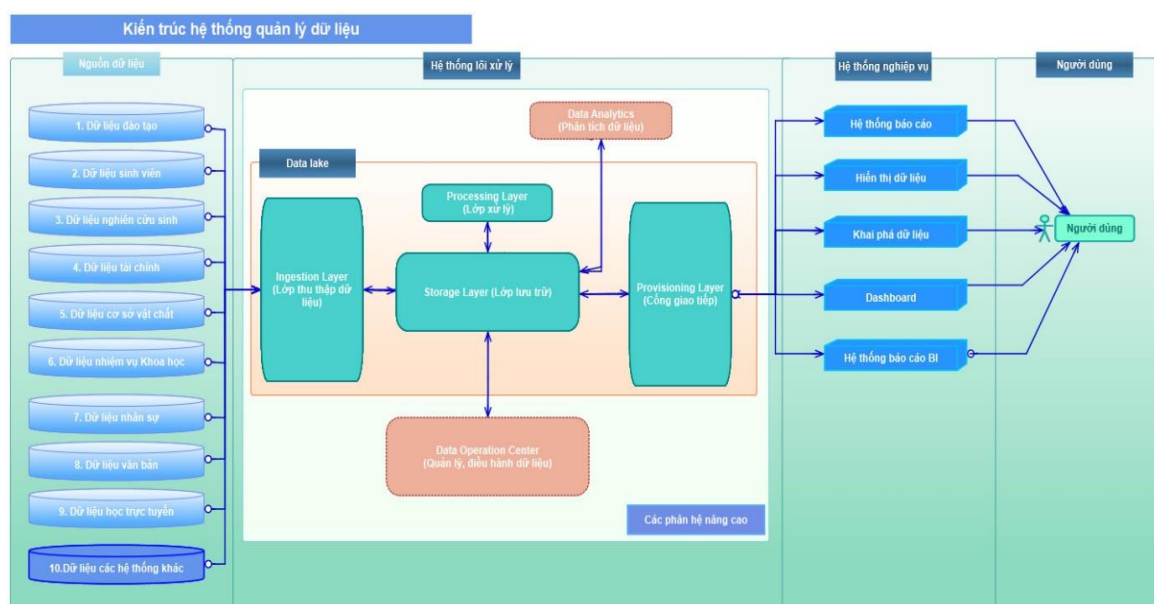 Kiến trúc hệ thống quản lý dữ liệu
Nguồn dữ liệu
1. Dữ liệu đào tạo
2. Dữ liệu sinh viên
3. Dữ liệu nghiên cứu sinh
4. Dữ liệu tài chính
5. Dữ liệu cơ sở vật chất
6. Dữ liệu nhiệm vụ Khoa học
7. Dữ liệu nhân sự
8. Dữ liệu văn bản
9. Dữ liệu học trực tuyến
10.Dữ liệu các hệ thống khác
Hệ thống lõi xử lý
Data Analytics
(Phân tích dữ liệu)
Data lake
Processing Layer
(Lớp xử lý)
Ingestion Layer
(Lớp thu thập dữ
liệu)
Storage Layer (Lớp lưu trữ)
Provisioning Layer
(Cổng giao tiếp)
Data Operation Center
(Quản lý, điều hành dữ liệu)
Các phân hệ nâng cao
Hệ thống nghiệp vụ
Hệ thống báo cáo
Hiển thị dữ liệu
Khai phá dữ liệu
Dashboard
Hệ thống báo cáo BI
Người dùng
Người dùng